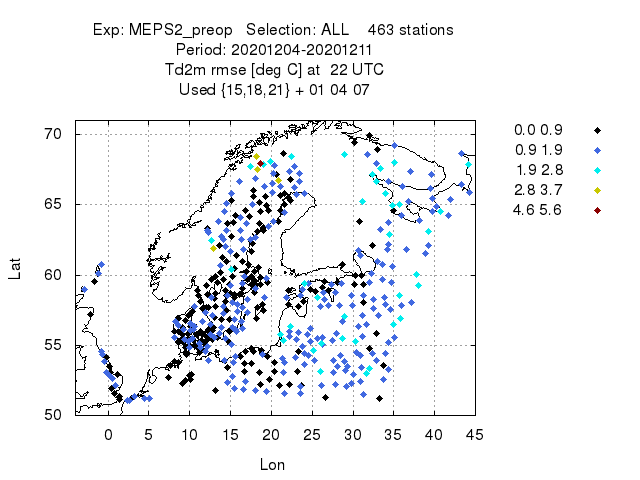 Exp: MEPS2_preop Selection: ALL 463 stations
Period: 20201204-20201211
Td2m rmse [deg C] at 22 UTC
Used {15,18,21} + 01 04 07
70
65
60
55
50
Lat
0 5 10 15 20 25 30 35 40 45
Lon
0.0 0.9
0.9 1.9
1.9 2.8
2.8 3.7
4.6 5.6